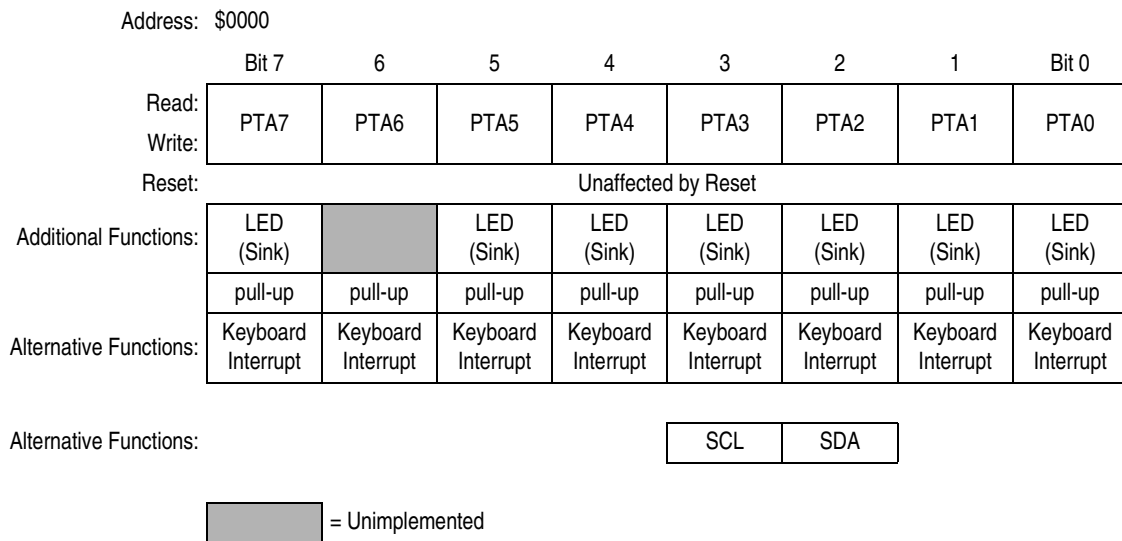 Address: $0000
Bit 7 6 5 4 3 2 1 Bit 0
Read:
PTA7 PTA6 PTA5 PTA4 PTA3 PTA2 PTA1 PTA0
Write:
Reset: Unaffected by Reset
Additional Functions: LED (Sink) LED (Sink) LED (Sink) LED (Sink) LED (Sink) LED (Sink) LED (Sink)
pull-up pull-up pull-up pull-up pull-up pull-up pull-up pull-up
Alternative Functions: Keyboard Interrupt Keyboard Interrupt Keyboard Interrupt Keyboard Interrupt Keyboard Interrupt Keyboard Interrupt Keyboard Interrupt Keyboard Interrupt
Alternative Functions: SCL SDA
= Unimplemented